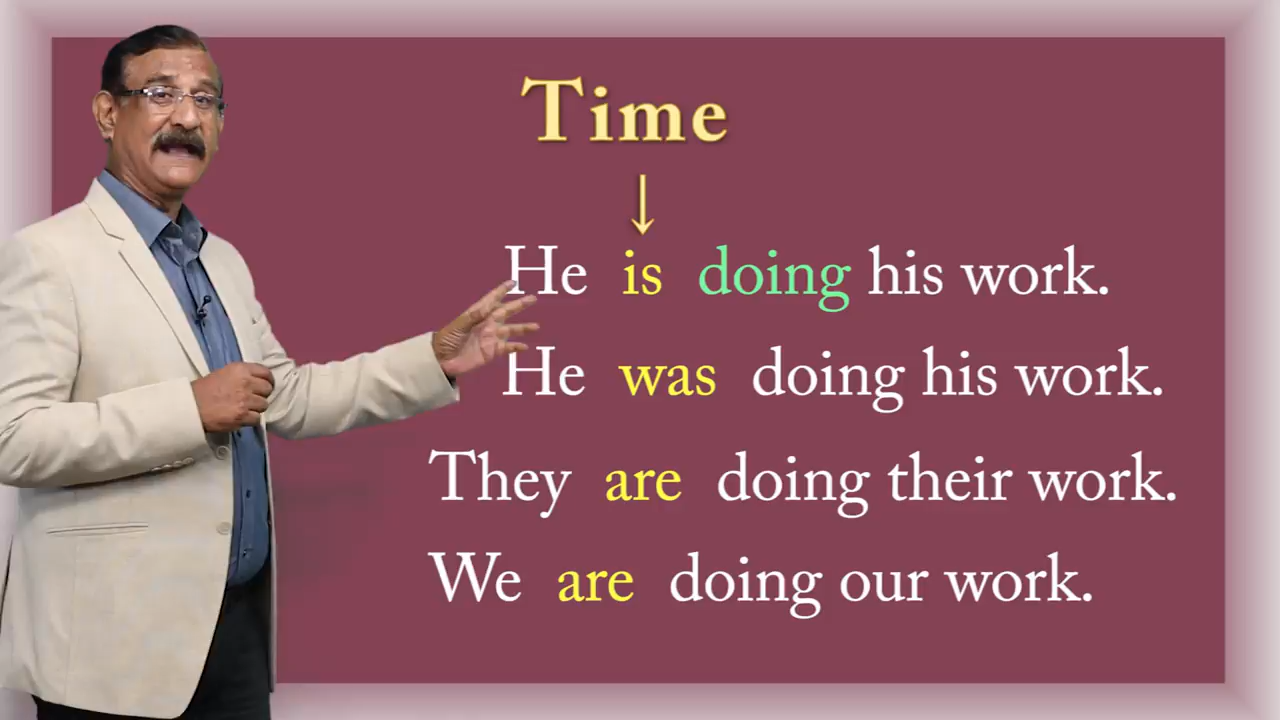 Time
He is doing his work.
He was doing his work.
They are doing their work.
We are doing our work.